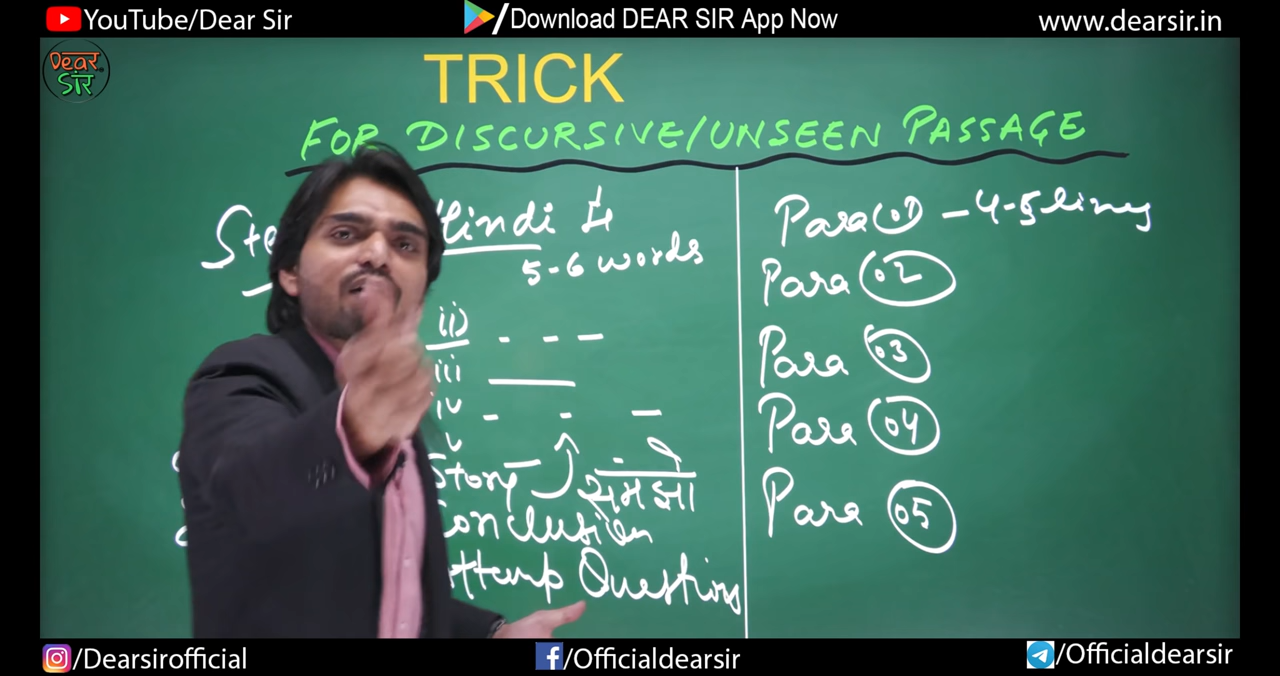 YouTube/Dear Sir
/Download DEAR SIR App Now
www.dearsir.in
Dear
सर
TRICK
FOR DISCURSIVE/UNSEEN PASSAGE
Hindi में
5-6 words
ii) - - -
iii
iv - - -
v
Story
समझो
Conclusion
Attemp Questions
Para 01 - 4-5 lines
Para 02
Para 03
Para 04
Para 05
/Dearsirofficial
/Officialdearsir
/Officialdearsir